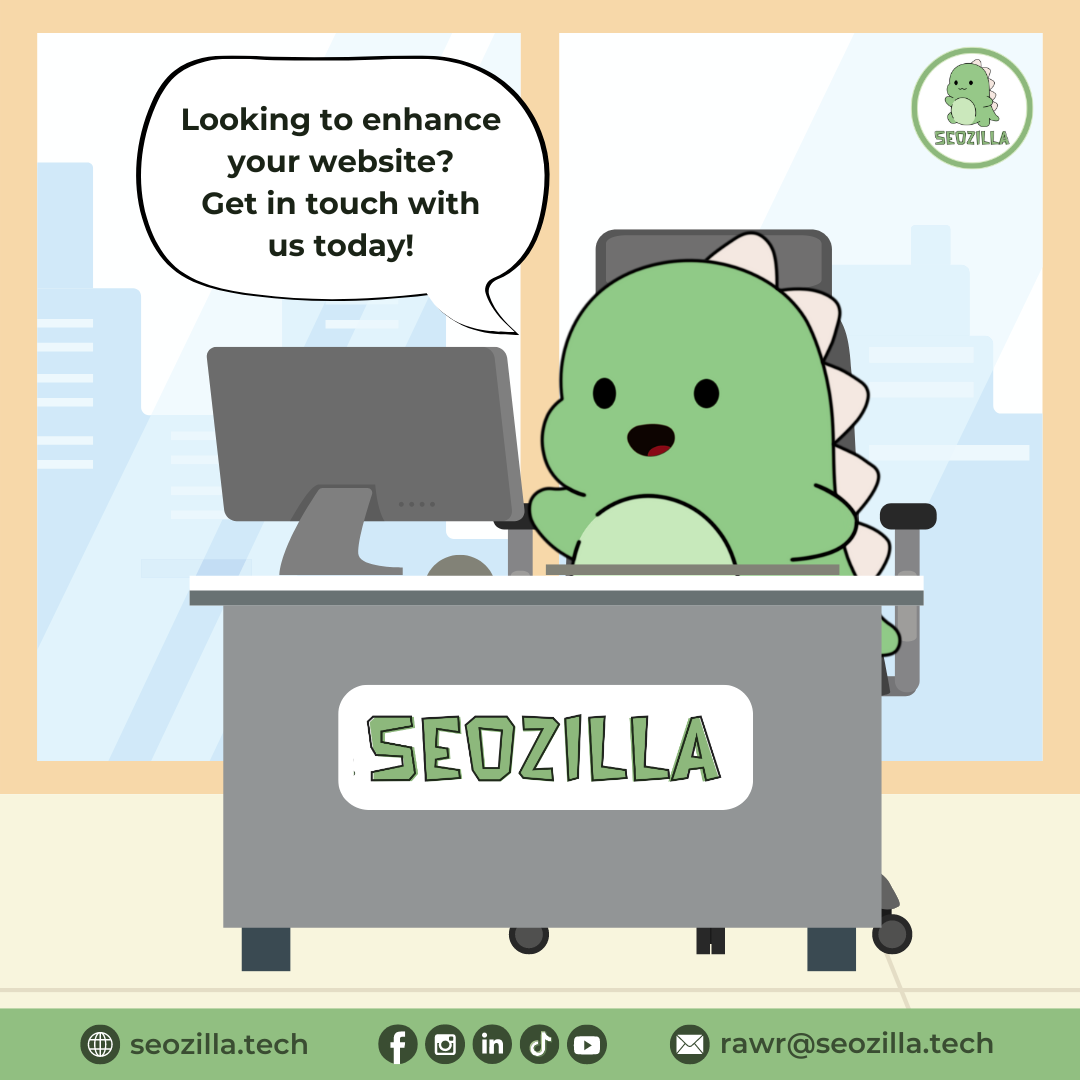 Looking to enhance
your website?
Get in touch with
us today!
SEOZILLA
SEOZILLA
seozilla.tech
rawr@seozilla.tech